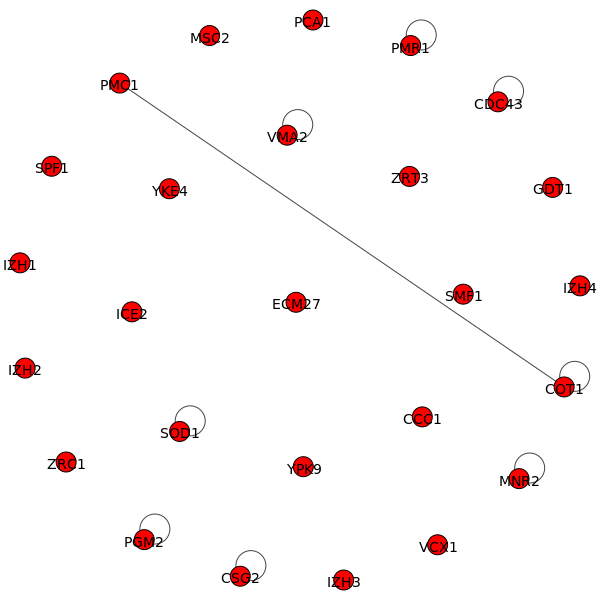 PCA1
MSC2
PMR1
PMC1
CDC43
VMA2
SPF1
ZRT3
YKE4
GDT1
IZH1
IZH4
SMF1
ECM27
ICE2
IZH2
COT1
CCC1
SOD1
ZRC1
YPK9
MNR2
PGM2
VCX1
CSG2
IZH3